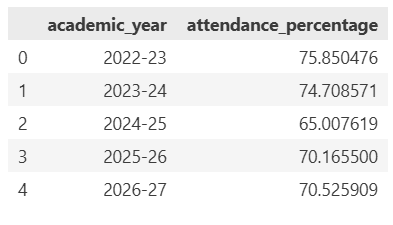 academic_year attendance_percentage
0 2022-23 75.850476
1 2023-24 74.708571
2 2024-25 65.007619
3 2025-26 70.165500
4 2026-27 70.525909